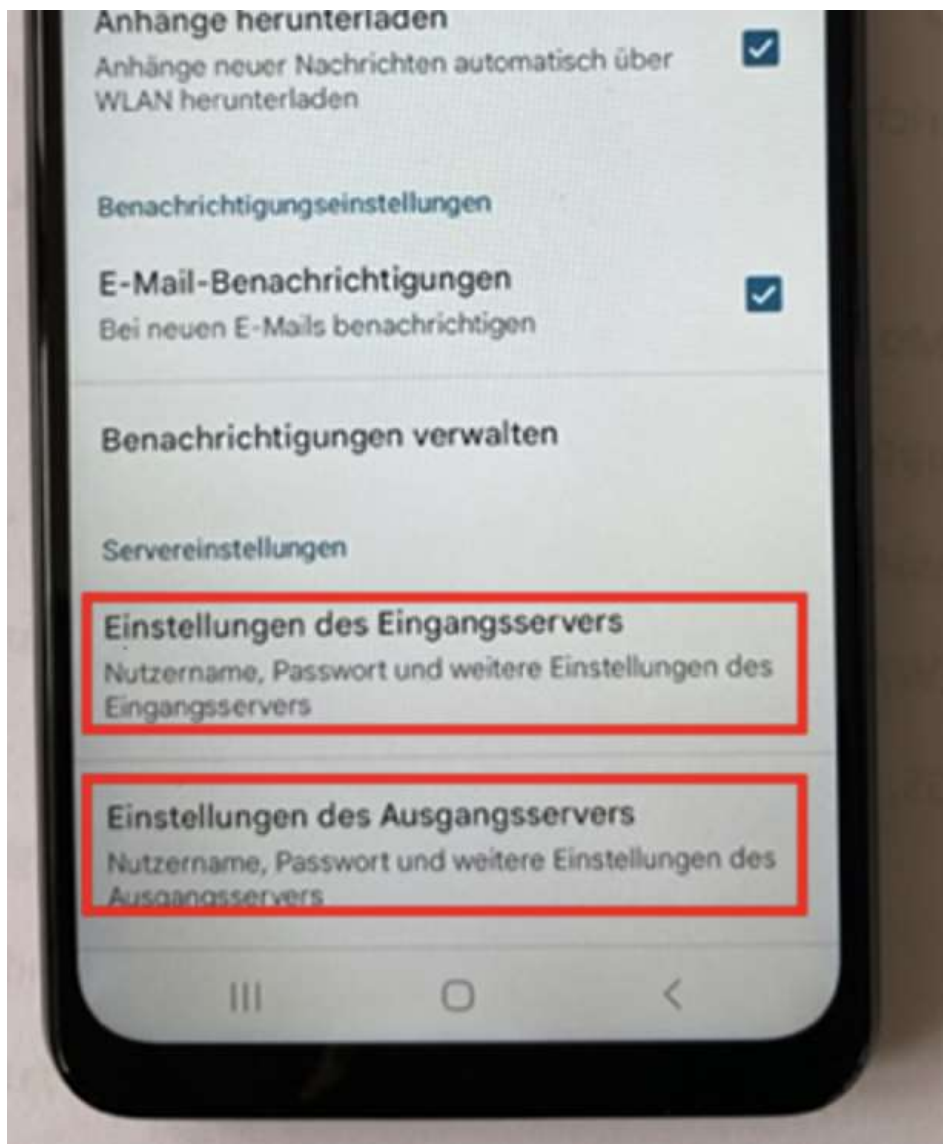 Anhänge herunterladen
Anhänge neuer Nachrichten automatisch über
WLAN herunterladen
Benachrichtigungseinstellungen
E-Mail-Benachrichtigungen
Bei neuen E-Mails benachrichtigen
Benachrichtigungen verwalten
Servereinstellungen
Einstellungen des Eingangsservers
Nutzername, Passwort und weitere Einstellungen des
Eingangsservers
Einstellungen des Ausgangsservers
Nutzername, Passwort und weitere Einstellungen des
Ausgangsservers